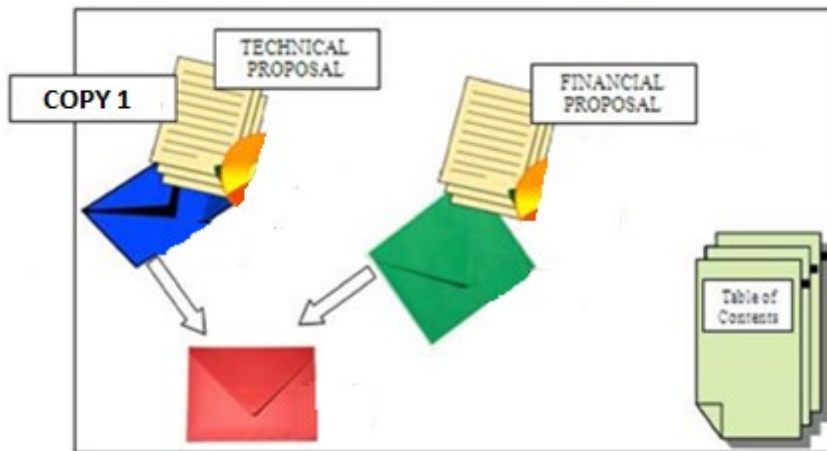 TECHNICAL
PROPOSAL
COPY 1
FINANCIAL
PROPOSAL
Table of
Contents